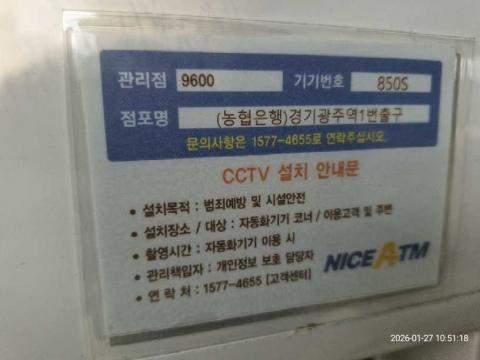 관리점 9600 기기번호 850S
점포명 (농협은행)경기광주역1번출구
문의사항은 1577-4655로 연락주십시오.
CCTV 설치 안내문
• 설치목적 : 범죄예방 및 시설안전
• 설치장소 / 대상 : 자동화기기 코너 / 이용고객 및 주변
• 촬영시간 : 자동화기기 이용 시
• 관리책임자 : 개인정보 보호 담당자
• 연 락 처 : 1577-4655 [고객센터]
NICE ATM
2026-01-27 10:51:18